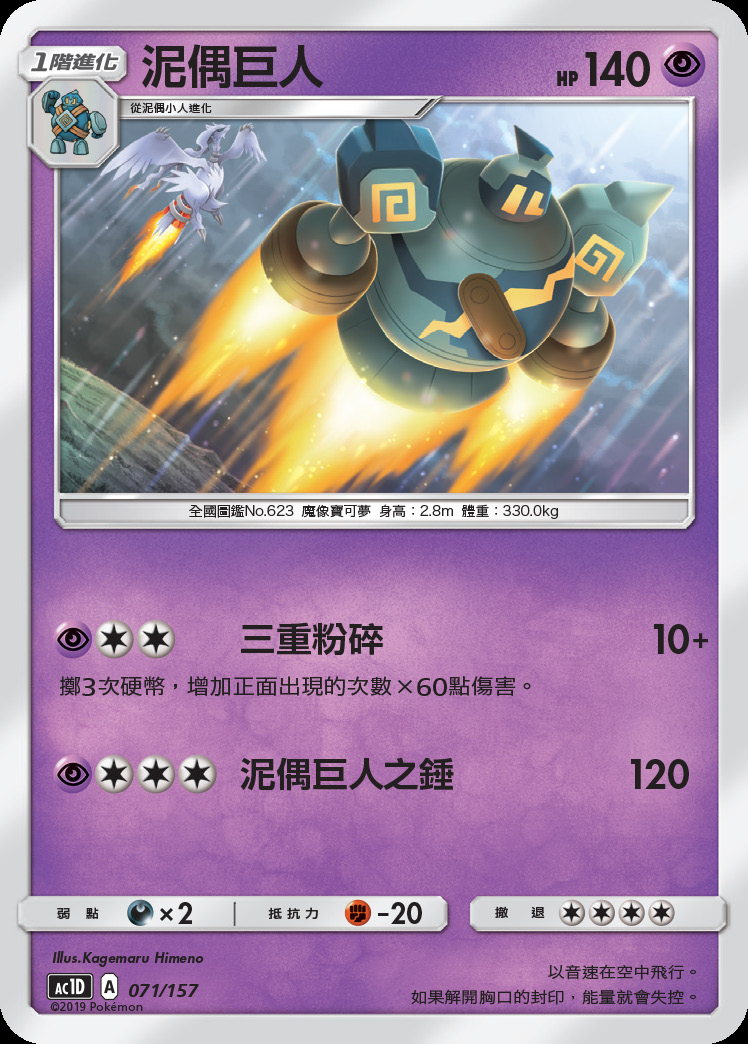 1階進化 泥偶巨人 HP 140
從泥偶小人進化
全國圖鑑No.623 魔像寶可夢 身高：2.8m 體重：330.0kg
三重粉碎 10+
擲3次硬幣，增加正面出現的次數×60點傷害。
泥偶巨人之錘 120
弱點 ×2 抵抗力 -20 撤退
Illus.Kagemaru Himeno
以音速在空中飛行。
AC1D A 071/157
如果解開胸口的封印，能量就會失控。
©2019 Pokémon